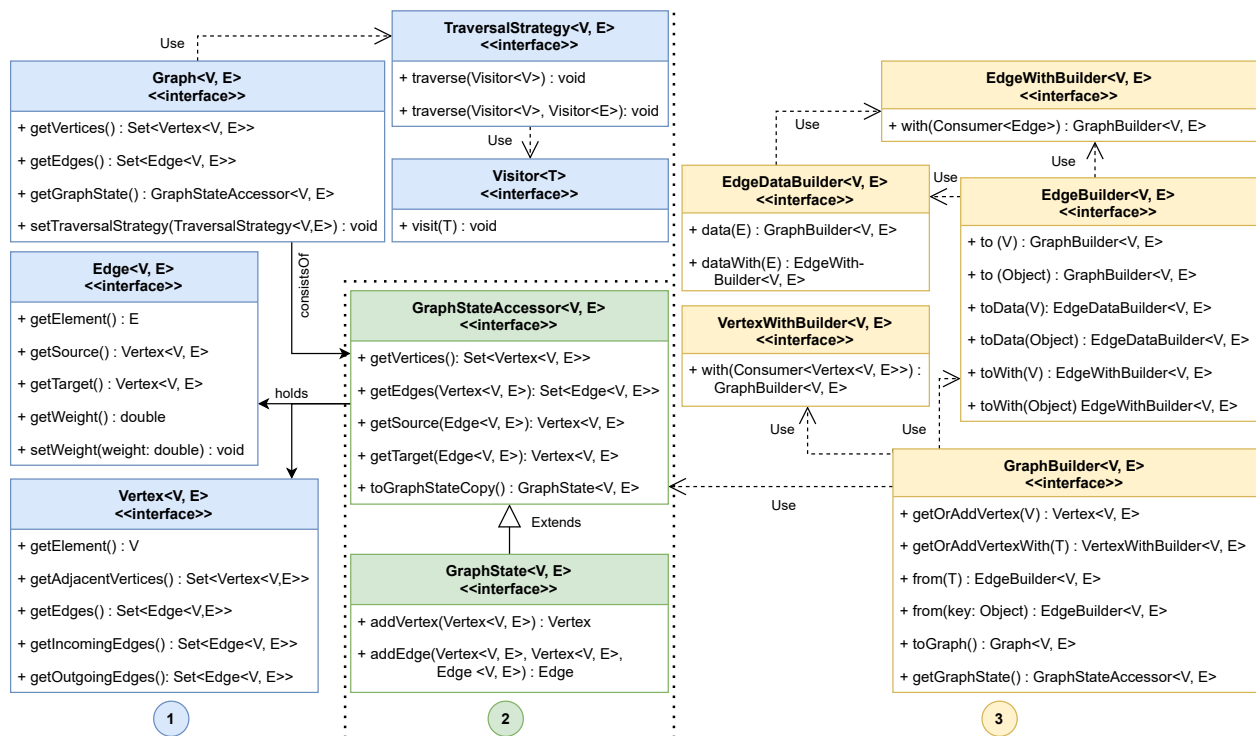 TraversalStrategy<V, E>
<<interface>>
+ traverse(Visitor<V>) : void
+ traverse(Visitor<V>, Visitor<E>): void
Use
Graph<V, E>
<<interface>>
+ getVertices() : Set<Vertex<V, E>>
+ getEdges() : Set<Edge<V, E>>
+ getGraphState() : GraphStateAccessor<V, E>
+ setTraversalStrategy(TraversalStrategy<V,E>) : void
Use
Visitor<T>
<<interface>>
+ visit(T) : void
consistsOf
Edge<V, E>
<<interface>>
+ getElement() : E
+ getSource() : Vertex<V, E>
+ getTarget() : Vertex<V, E>
+ getWeight() : double
+ setWeight(weight: double) : void
holds
Vertex<V, E>
<<interface>>
+ getElement() : V
+ getAdjacentVertices() : Set<Vertex<V,E>>
+ getEdges() : Set<Edge<V,E>>
+ getIncomingEdges() : Set<Edge<V, E>>
+ getOutgoingEdges(): Set<Edge<V, E>>
1
GraphStateAccessor<V, E>
<<interface>>
+ getVertices(): Set<Vertex<V, E>>
+ getEdges(Vertex<V, E>): Set<Edge<V, E>>
+ getSource(Edge<V, E>): Vertex<V, E>
+ getTarget(Edge<V, E>): Vertex<V, E>
+ toGraphStateCopy() : GraphState<V, E>
Extends
GraphState<V, E>
<<interface>>
+ addVertex(Vertex<V, E>) : Vertex
+ addEdge(Vertex<V, E>, Vertex<V, E>,
Edge <V, E>) : Edge
2
EdgeWithBuilder<V, E>
<<interface>>
+ with(Consumer<Edge>) : GraphBuilder<V, E>
Use
Use
EdgeDataBuilder<V, E>
<<interface>>
+ data(E) : GraphBuilder<V, E>
+ dataWith(E) : EdgeWith-
Builder<V, E>
Use
EdgeBuilder<V, E>
<<interface>>
+ to (V) : GraphBuilder<V, E>
+ to (Object) : GraphBuilder<V, E>
+ toData(V): EdgeDataBuilder<V, E>
+ toData(Object) : EdgeDataBuilder<V, E>
+ toWith(V) : EdgeWithBuilder<V, E>
+ toWith(Object) EdgeWithBuilder<V, E>
VertexWithBuilder<V, E>
<<interface>>
+ with(Consumer<Vertex<V, E>>) :
GraphBuilder<V, E>
Use
Use
Use
GraphBuilder<V, E>
<<interface>>
+ getOrAddVertex(V) : Vertex<V, E>
+ getOrAddVertexWith(T) : VertexWithBuilder<V, E>
+ from(T) : EdgeBuilder<V, E>
+ from(key: Object) : EdgeBuilder<V, E>
+ toGraph() : Graph<V, E>
+ getGraphState() : GraphStateAccessor<V, E>
3